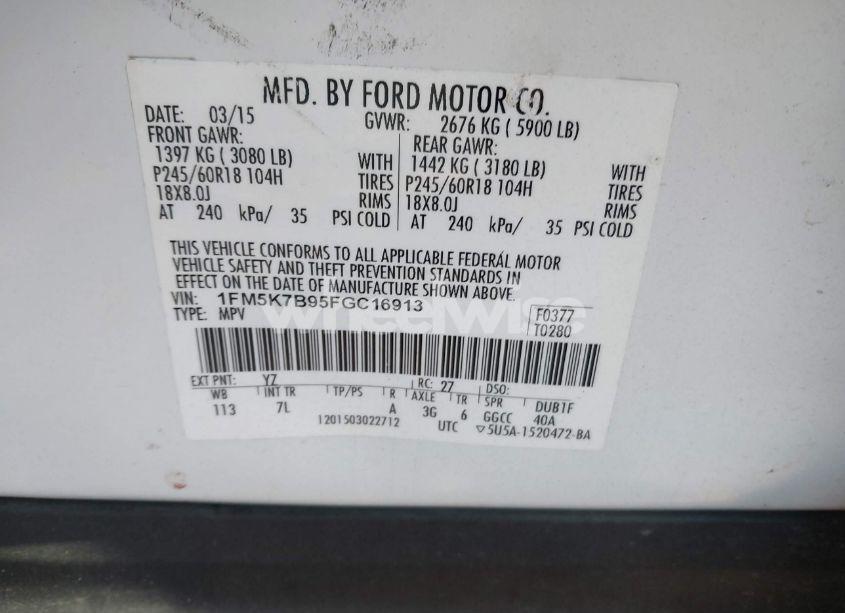 MFD. BY FORD MOTOR CO.
DATE: 03/15 GVWR: 2676 KG ( 5900 LB)
FRONT GAWR: REAR GAWR:
1397 KG ( 3080 LB) WITH 1442 KG ( 3180 LB) WITH
P245/60R18 104H TIRES P245/60R18 104H TIRES
18X8.0J RIMS 18X8.0J RIMS
AT 240 kPa/ 35 PSI COLD AT 240 kPa/ 35 PSI COLD
THIS VEHICLE CONFORMS TO ALL APPLICABLE FEDERAL MOTOR
VEHICLE SAFETY AND THEFT PREVENTION STANDARDS IN
EFFECT ON THE DATE OF MANUFACTURE SHOWN ABOVE.
VIN: 1FM5K7B95FGC16913 F0377
TYPE: MPV T0280
wheelwise
EXT PNT: YZ RC: 27 DSO:
WB INT TR TP/PS R AXLE TR SPR DUB1F
113 7L A 3G 6 GGCC 40A
1201503022712 UTC ▽5U5A-1520472-BA